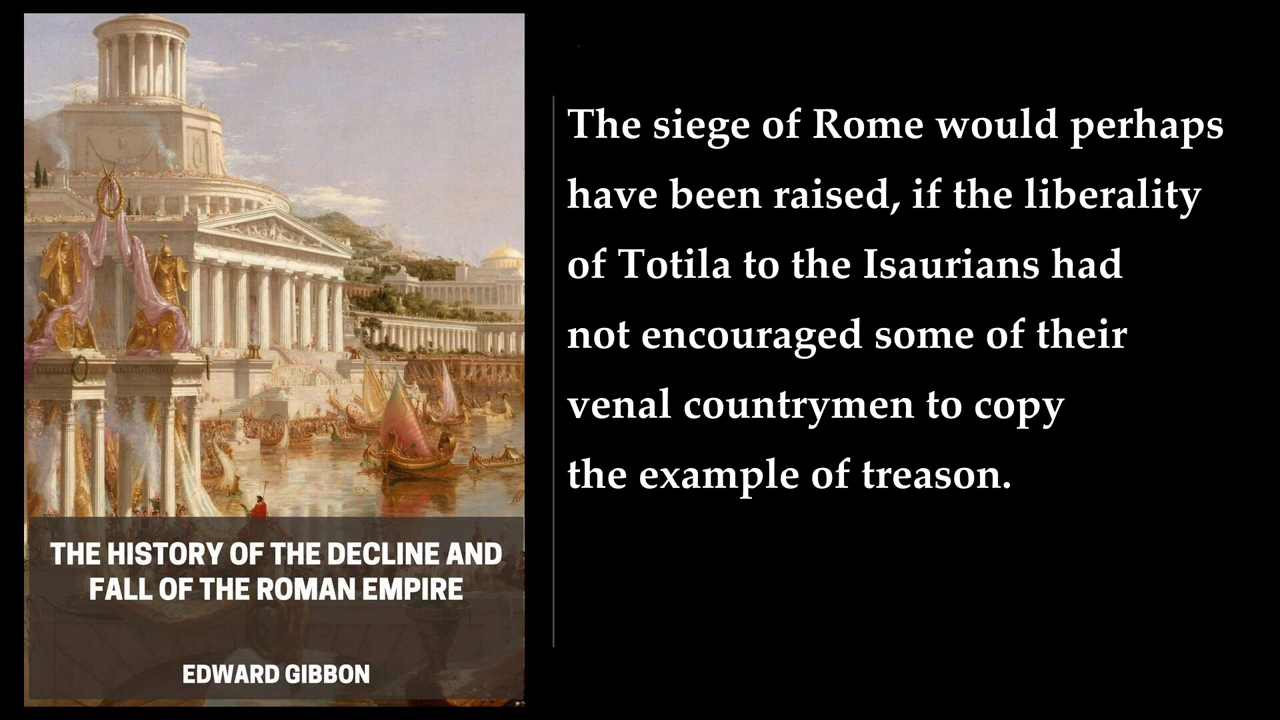 THE HISTORY OF THE DECLINE AND
FALL OF THE ROMAN EMPIRE
EDWARD GIBBON
The siege of Rome would perhaps
have been raised, if the liberality
of Totila to the Isaurians had
not encouraged some of their
venal countrymen to copy
the example of treason.